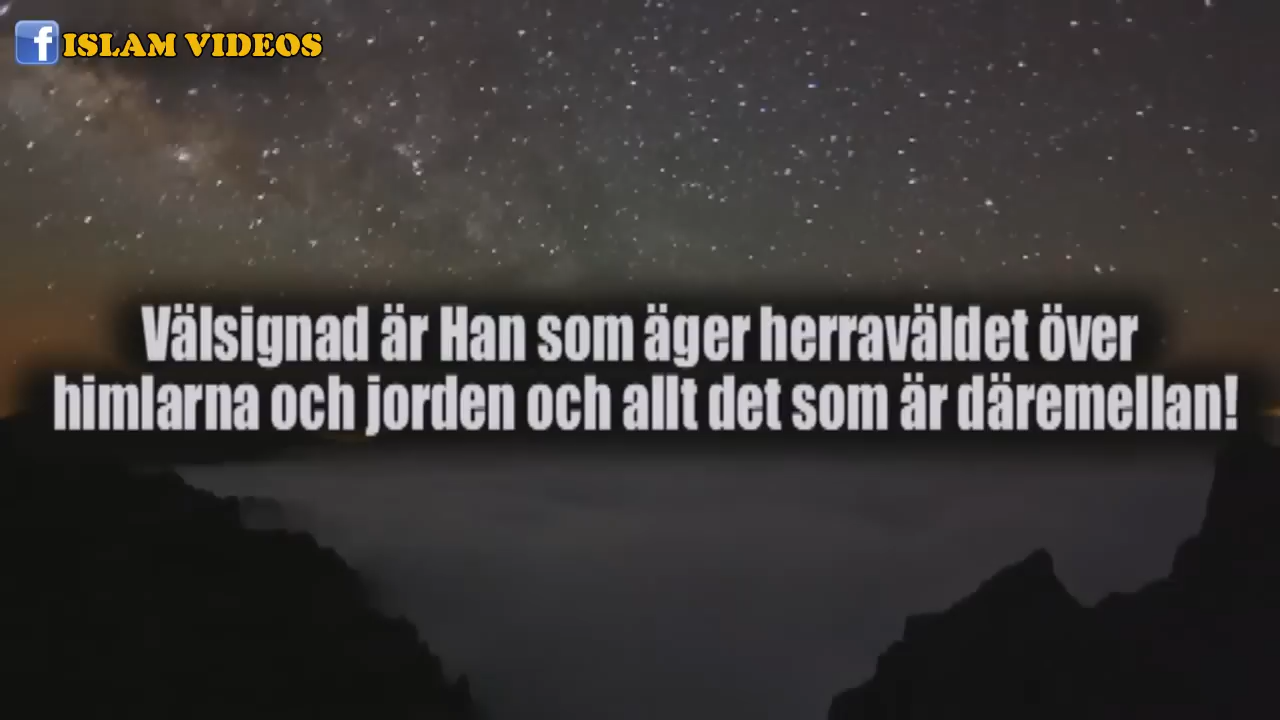 ISLAM VIDEOS
Välsignad är Han som äger herraväldet över
himlarna och jorden och allt det som är däremellan!